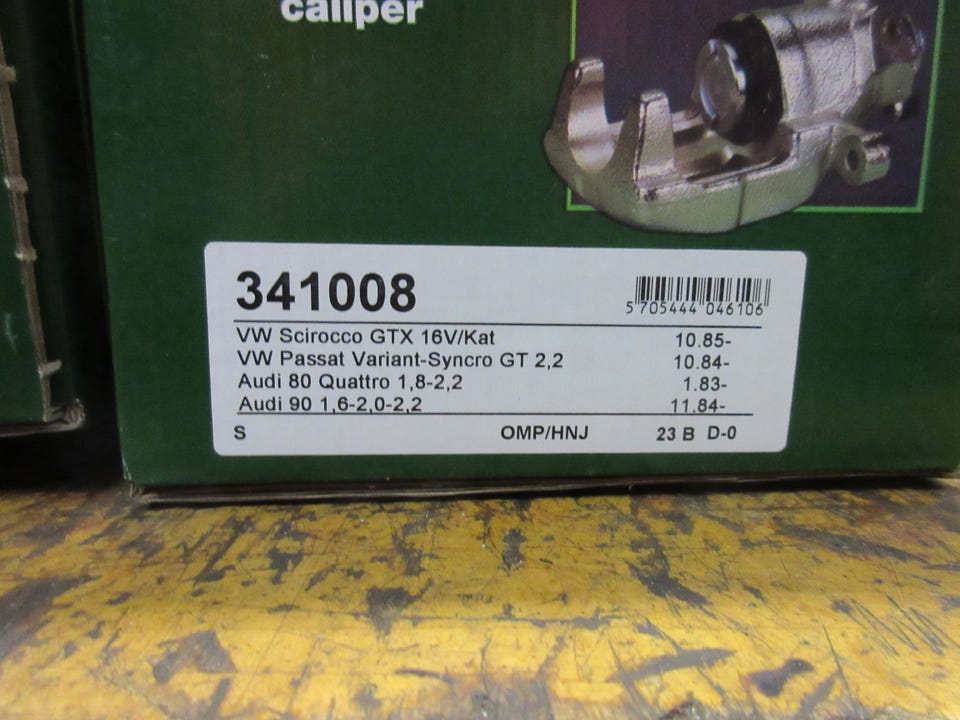 caliper
341008
5 705444 046106
VW Scirocco GTX 16V/Kat 10.85-
VW Passat Variant-Syncro GT 2,2 10.84-
Audi 80 Quattro 1,8-2,2 1.83-
Audi 90 1,6-2,0-2,2 11.84-
S OMP/HNJ 23 B D-0